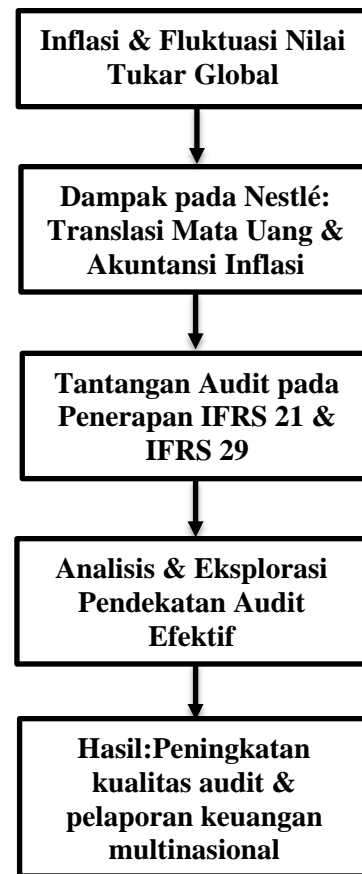 Inflasi & Fluktuasi Nilai
Tukar Global
Dampak pada Nestlé:
Translasi Mata Uang &
Akuntansi Inflasi
Tantangan Audit pada
Penerapan IFRS 21 &
IFRS 29
Analisis & Eksplorasi
Pendekatan Audit
Efektif
Hasil:Peningkatan
kualitas audit &
pelaporan keuangan
multinasional